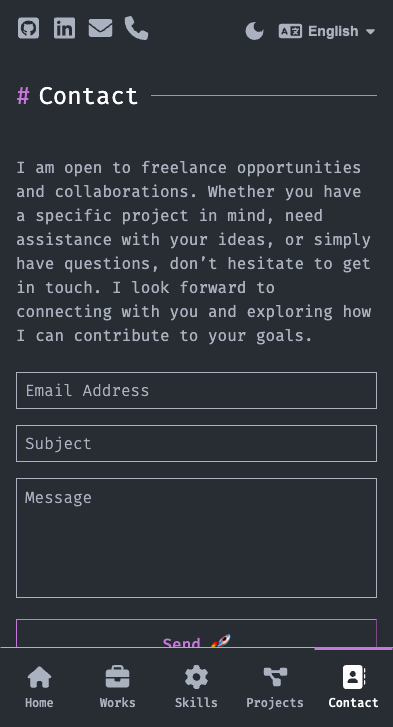 English
# Contact
I am open to freelance opportunities
and collaborations. Whether you have
a specific project in mind, need
assistance with your ideas, or simply
have questions, don’t hesitate to get
in touch. I look forward to
connecting with you and exploring how
I can contribute to your goals.
Email Address
Subject
Message
Send 🚀
Home Works Skills Projects Contact